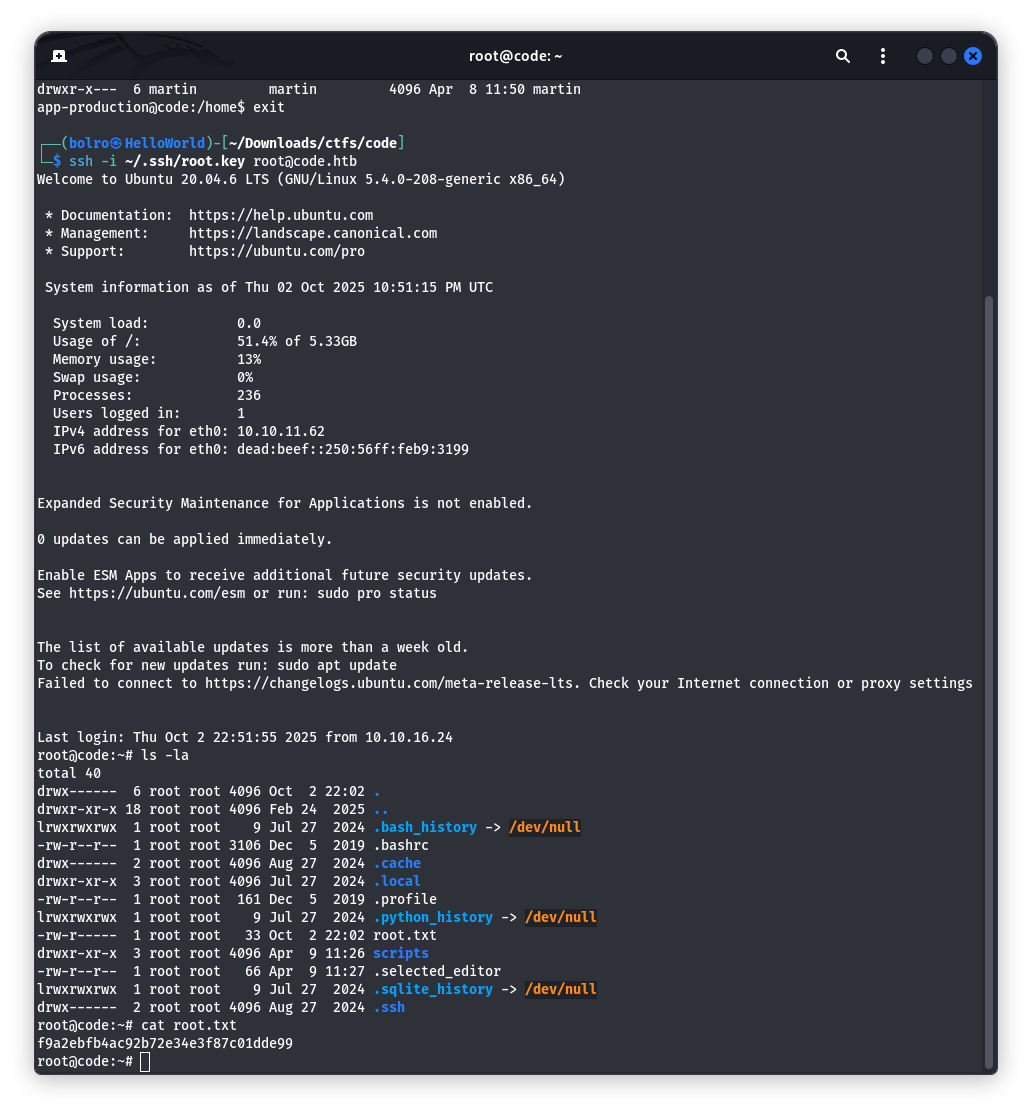 root@code: ~
drwxr-x---  6 martin         martin         4096 Apr  8 11:50 martin
app-production@code:/home$ exit
┌──(bolro㉿HelloWorld)-[~/Downloads/ctfs/code]
└─$ ssh -i ~/.ssh/root.key root@code.htb
Welcome to Ubuntu 20.04.6 LTS (GNU/Linux 5.4.0-208-generic x86_64)
 * Documentation:  https://help.ubuntu.com
 * Management:     https://landscape.canonical.com
 * Support:        https://ubuntu.com/pro
 System information as of Thu 02 Oct 2025 10:51:15 PM UTC
  System load:           0.0
  Usage of /:            51.4% of 5.33GB
  Memory usage:          13%
  Swap usage:            0%
  Processes:             236
  Users logged in:       1
  IPv4 address for eth0: 10.10.11.62
  IPv6 address for eth0: dead:beef::250:56ff:feb9:3199
Expanded Security Maintenance for Applications is not enabled.
0 updates can be applied immediately.
Enable ESM Apps to receive additional future security updates.
See https://ubuntu.com/esm or run: sudo pro status
The list of available updates is more than a week old.
To check for new updates run: sudo apt update
Failed to connect to https://changelogs.ubuntu.com/meta-release-lts. Check your Internet connection or proxy settings
Last login: Thu Oct 2 22:51:55 2025 from 10.10.16.24
root@code:~# ls -la
total 40
drwx------  6 root root 4096 Oct  2 22:02 .
drwxr-xr-x 18 root root 4096 Feb 24  2025 ..
lrwxrwxrwx  1 root root    9 Jul 27  2024 .bash_history -> /dev/null
-rw-r--r--  1 root root 3106 Dec  5  2019 .bashrc
drwx------  2 root root 4096 Aug 27  2024 .cache
drwxr-xr-x  3 root root 4096 Jul 27  2024 .local
-rw-r--r--  1 root root  161 Dec  5  2019 .profile
lrwxrwxrwx  1 root root    9 Jul 27  2024 .python_history -> /dev/null
-rw-r-----  1 root root   33 Oct  2 22:02 root.txt
drwxr-xr-x  3 root root 4096 Apr  9 11:26 scripts
-rw-r--r--  1 root root   66 Apr  9 11:27 .selected_editor
lrwxrwxrwx  1 root root    9 Jul 27  2024 .sqlite_history -> /dev/null
drwx------  2 root root 4096 Aug 27  2024 .ssh
root@code:~# cat root.txt
f9a2ebfb4ac92b72e34e3f87c01dde99
root@code:~#